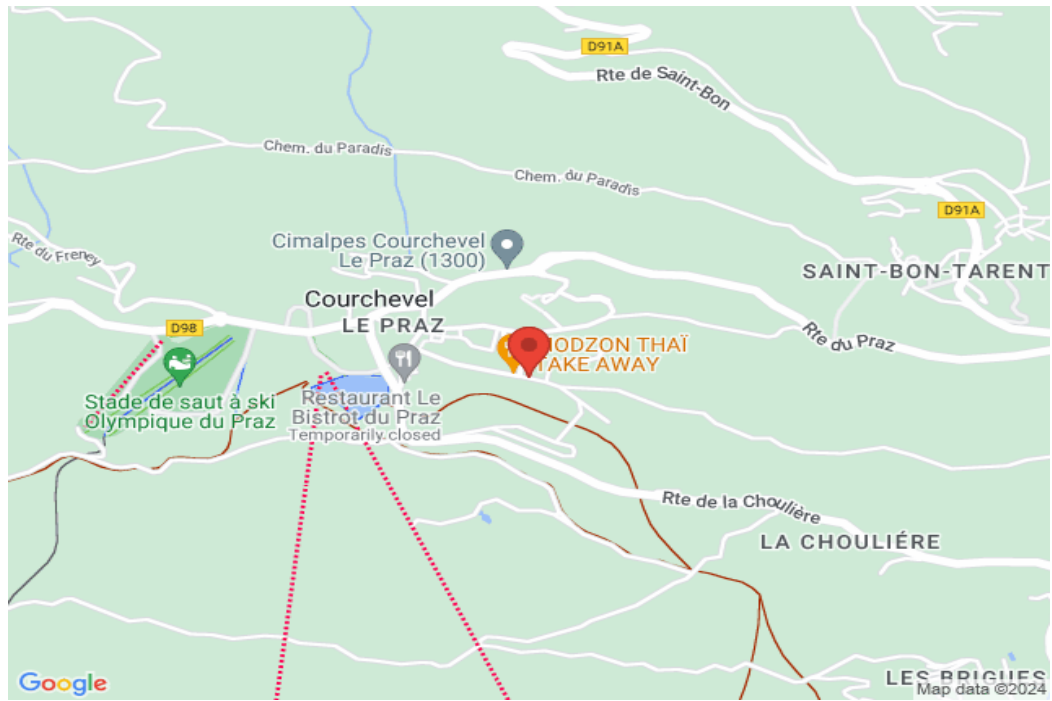 D91A
Rte de Saint-Bon
Chem. du Paradis
Chem. du Paradis
D91A
Rte du Freney
Cimalpes Courchevel
Le Praz (1300)
SAINT-BON-TARENT
Courchevel
LE PRAZ
D98
Rte du Praz
HODZON THAÏ
TAKE AWAY
Stade de saut à ski
Olympique du Praz
Restaurant Le
Bistrot du Praz
Temporarily closed
Rte de la Choulière
LA CHOULIÉRE
LES BRIGUES
Google
Map data ©2024